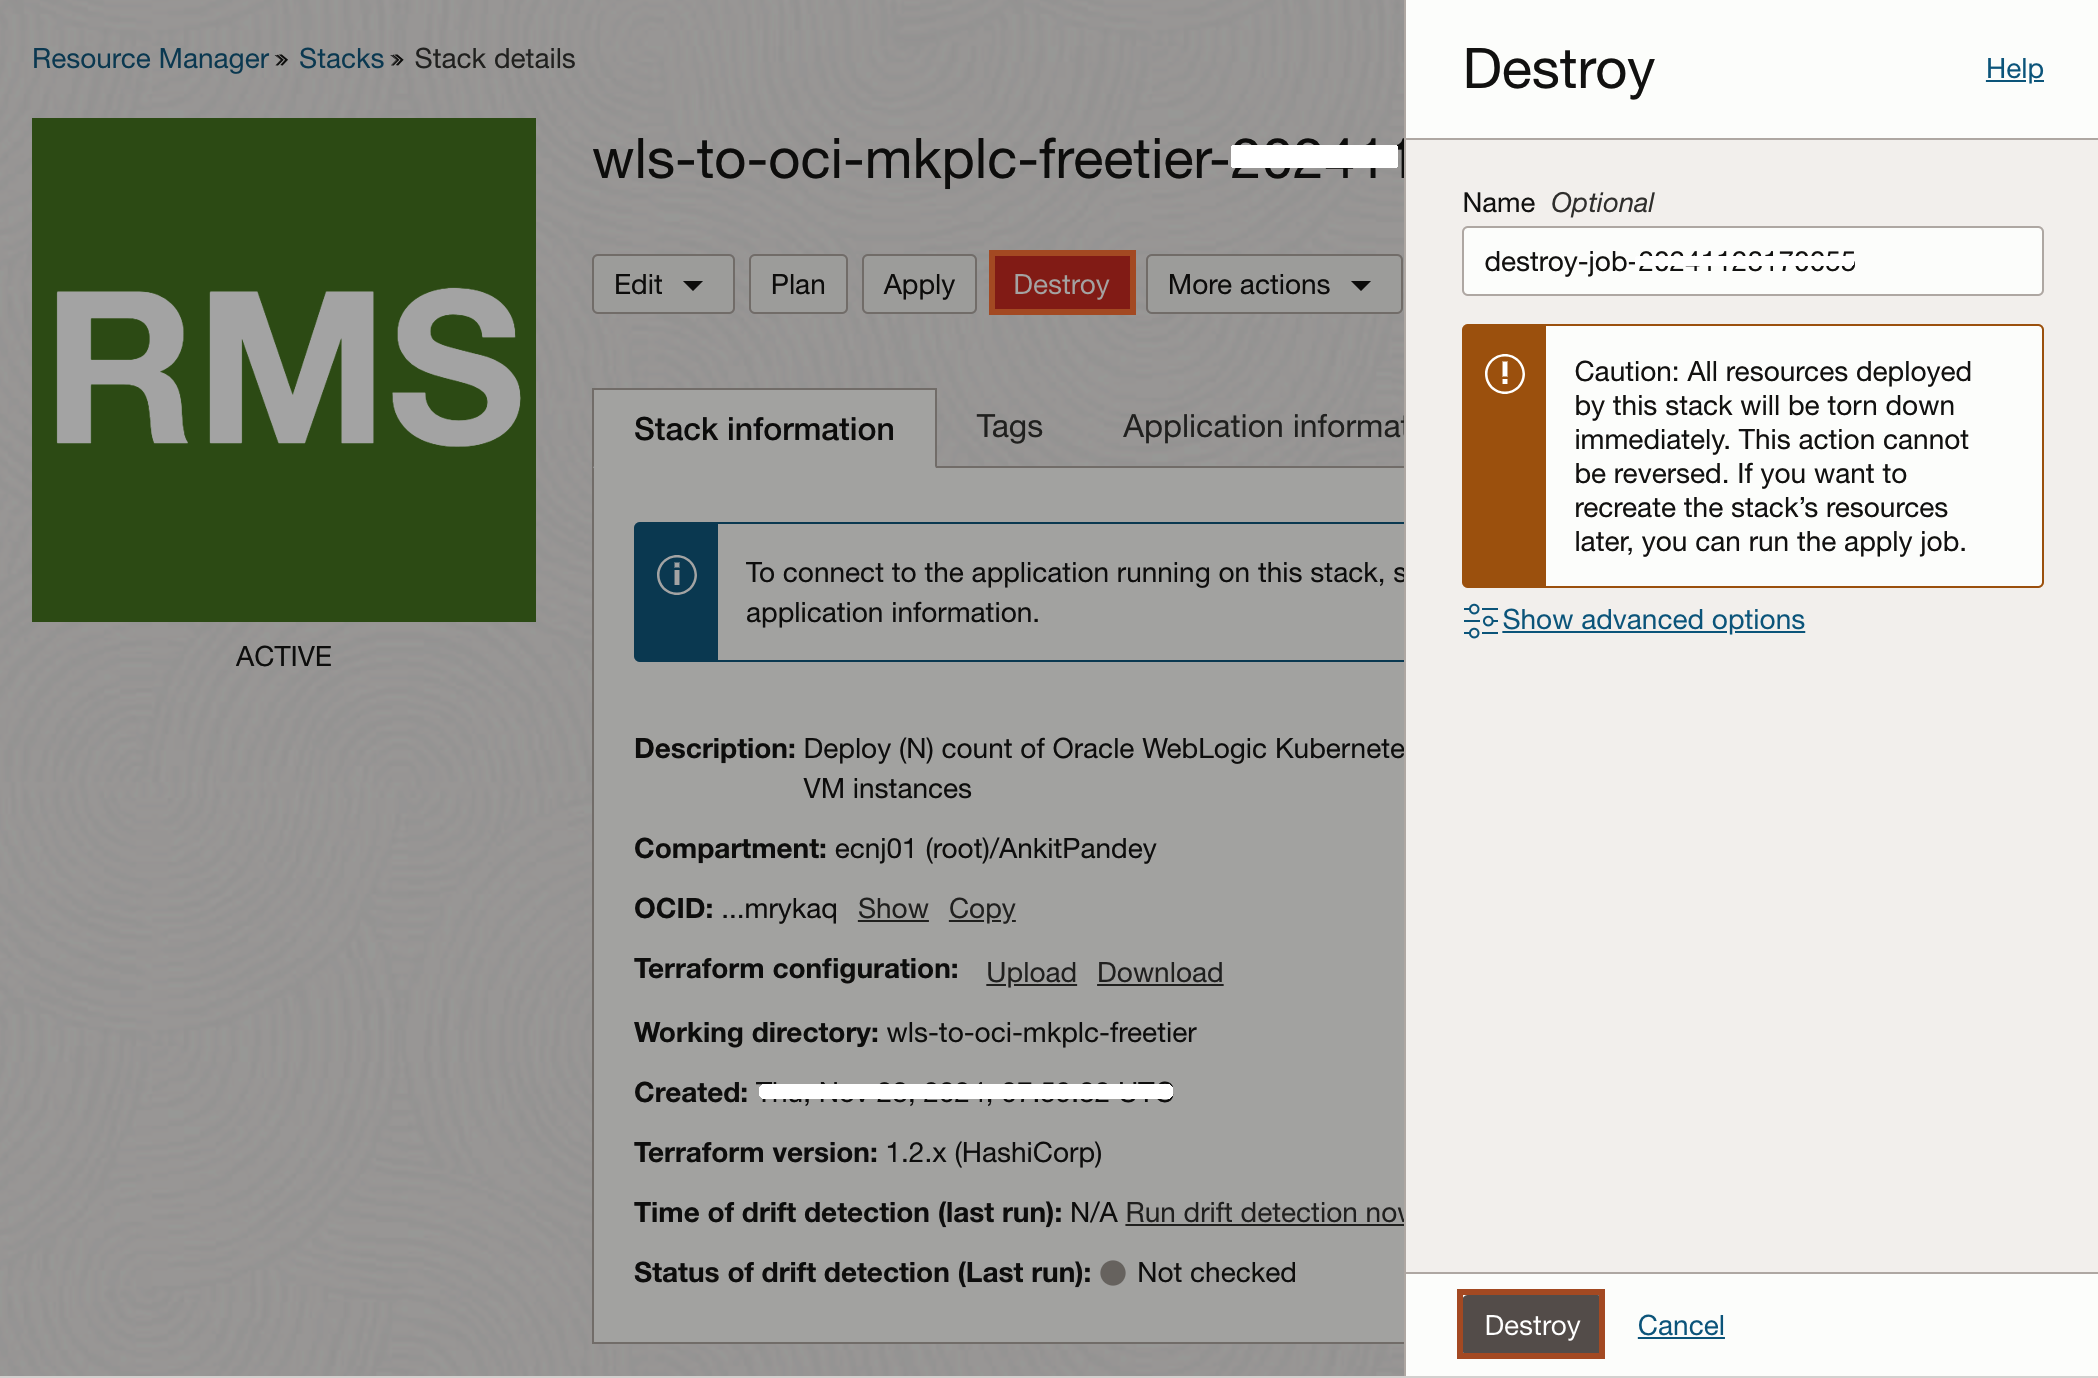 Resource Manager » Stacks » Stack details
RMS
ACTIVE
wls-to-oci-mkplc-freetier-
Edit
Plan
Apply
Destroy
More actions
Stack information
Tags
Application informat
To connect to the application running on this stack, s
application information.
Description: Deploy (N) count of Oracle WebLogic Kubernete
VM instances
Compartment: ecnj01 (root)/AnkitPandey
OCID: ...mrykaq Show Copy
Terraform configuration: Upload Download
Working directory: wls-to-oci-mkplc-freetier
Created:
Terraform version: 1.2.x (HashiCorp)
Time of drift detection (last run): N/A Run drift detection now
Status of drift detection (Last run): Not checked
Destroy
Help
Name Optional
destroy-job-
Caution: All resources deployed
by this stack will be torn down
immediately. This action cannot
be reversed. If you want to
recreate the stack’s resources
later, you can run the apply job.
Show advanced options
Destroy
Cancel